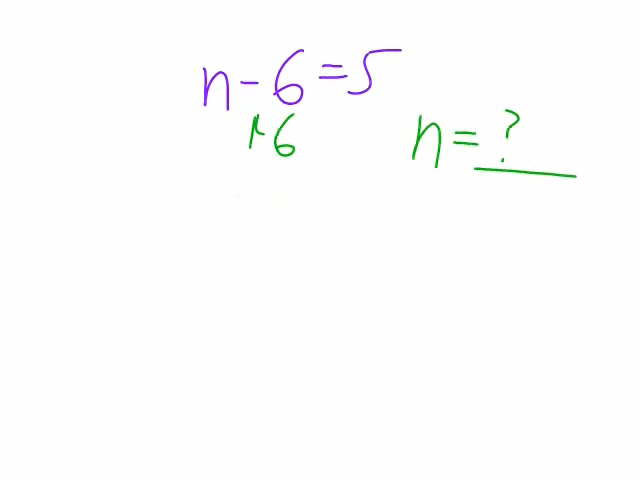 n - 6 = 5
+6
n = ?